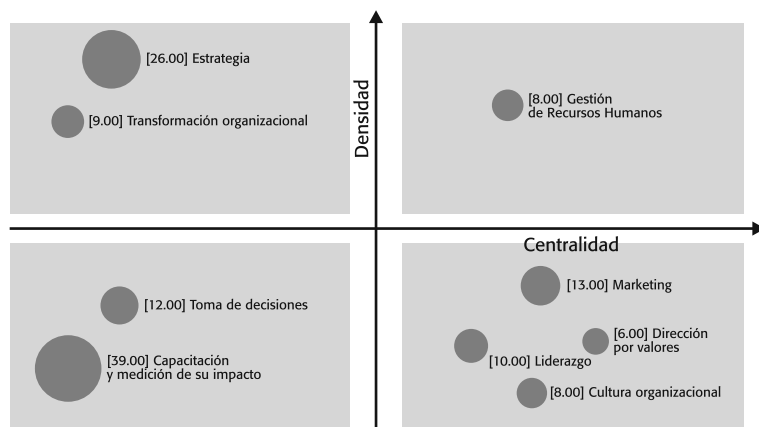 [26.00] Estrategia
[9.00] Transformación organizacional
Densidad
[8.00] Gestión
de Recursos Humanos
Centralidad
[12.00] Toma de decisiones
[39.00] Capacitación
y medición de su impacto
[13.00] Marketing
[6.00] Dirección
por valores
[10.00] Liderazgo
[8.00] Cultura organizacional